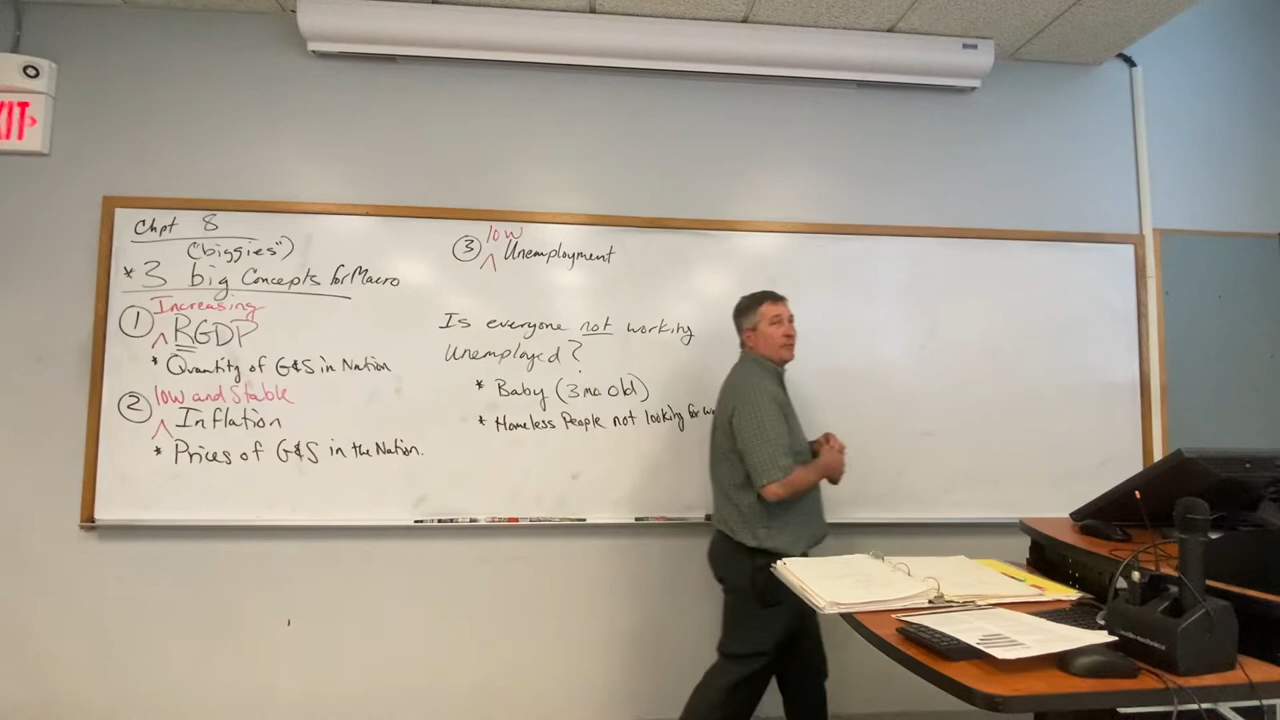 XIT
Chpt 8
("biggies")
* 3 big Concepts for Macro
Increasing
① ^ RGDP
* Quantity of G&S in Nation
low and Stable
② ^ Inflation
* Prices of G&S in the Nation.
low
③ ^ Unemployment
Is everyone not working
Unemployed?
* Baby (3 mo old)
* Homeless People not looking for wo